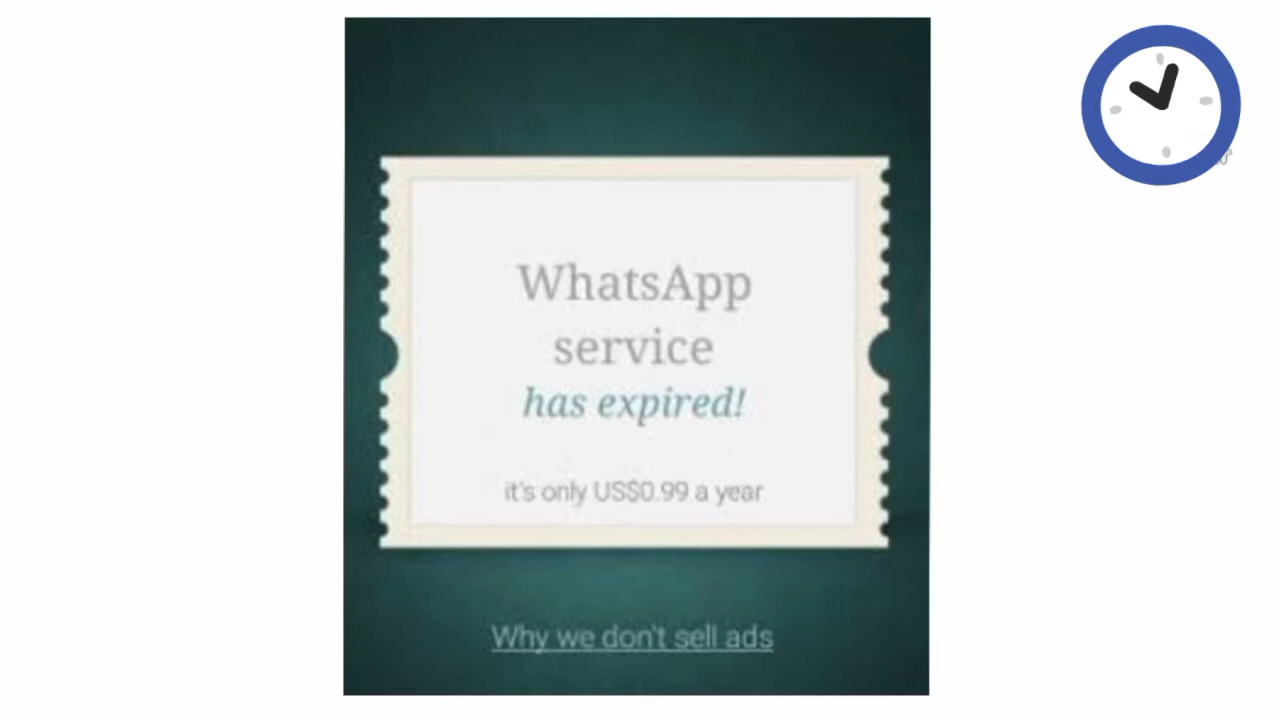 WhatsApp
service
has expired!
it's only US$0.99 a year
Why we don't sell ads